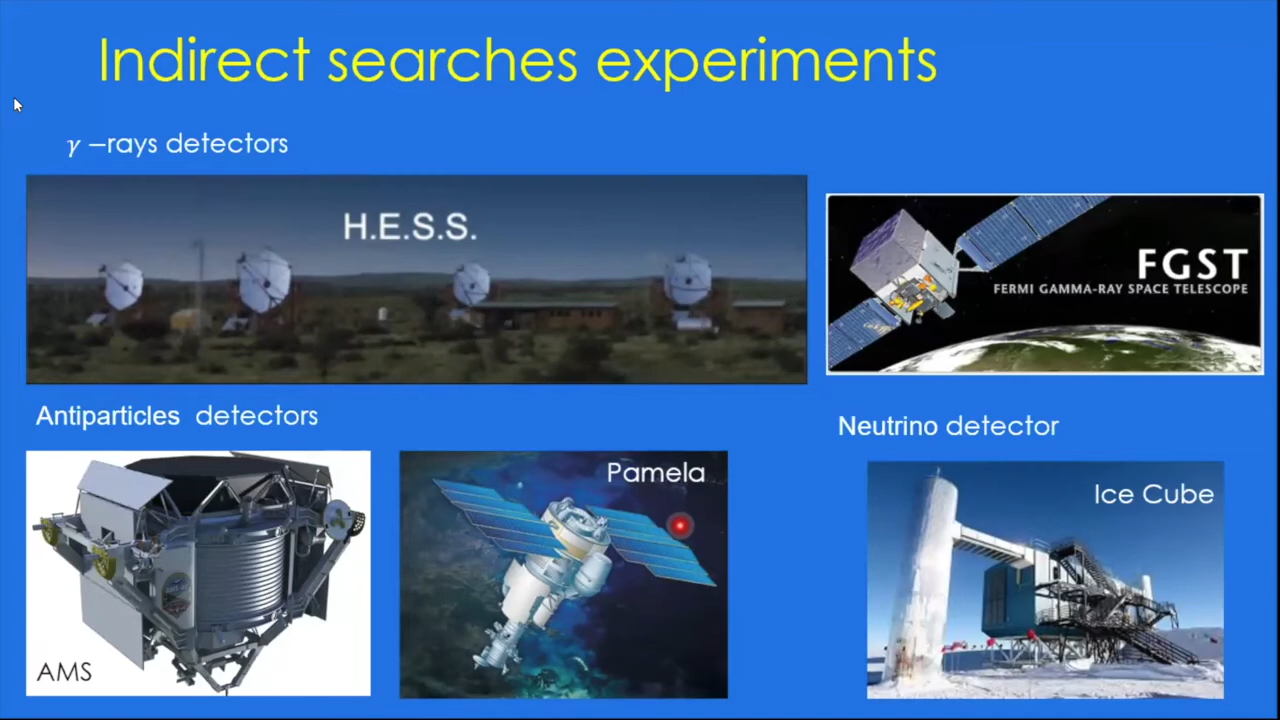 Indirect searches experiments
γ –rays detectors
H.E.S.S.
FGST
FERMI GAMMA-RAY SPACE TELESCOPE
Antiparticles detectors
Neutrino detector
AMS
Pamela
Ice Cube